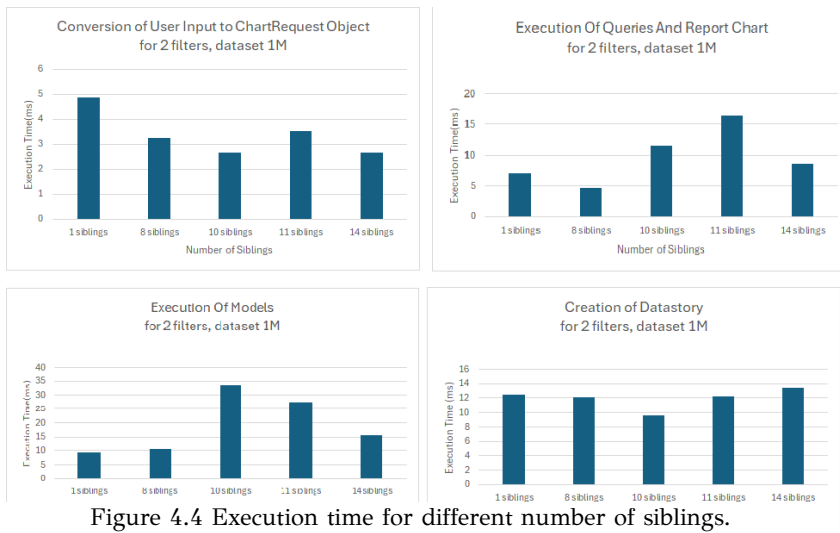 Conversion of User Input to ChartRequest Object
for 2 filters, dataset 1M
Execution Time(ms)
6
5
4
3
2
1
0
1 siblings 8 siblings 10 siblings 11 siblings 14 siblings
Number of Siblings
Execution Of Queries And Report Chart
for 2 filters, dataset 1M
Execution Time(ms)
20
15
10
5
0
1 siblings 8 siblings 10 siblings 11 siblings 14 siblings
Number of Siblings
Execution Of Models
for 2 filters, dataset 1M
Execution Time(ms)
40
35
30
25
20
15
10
5
0
1 siblings 8 siblings 10 siblings 11 siblings 14 siblings
Creation of Datastory
for 2 filters, dataset 1M
Execution Time (ms)
16
14
12
10
8
6
4
2
0
1 siblings 8 siblings 10 siblings 11 siblings 14 siblings
Figure 4.4 Execution time for different number of siblings.